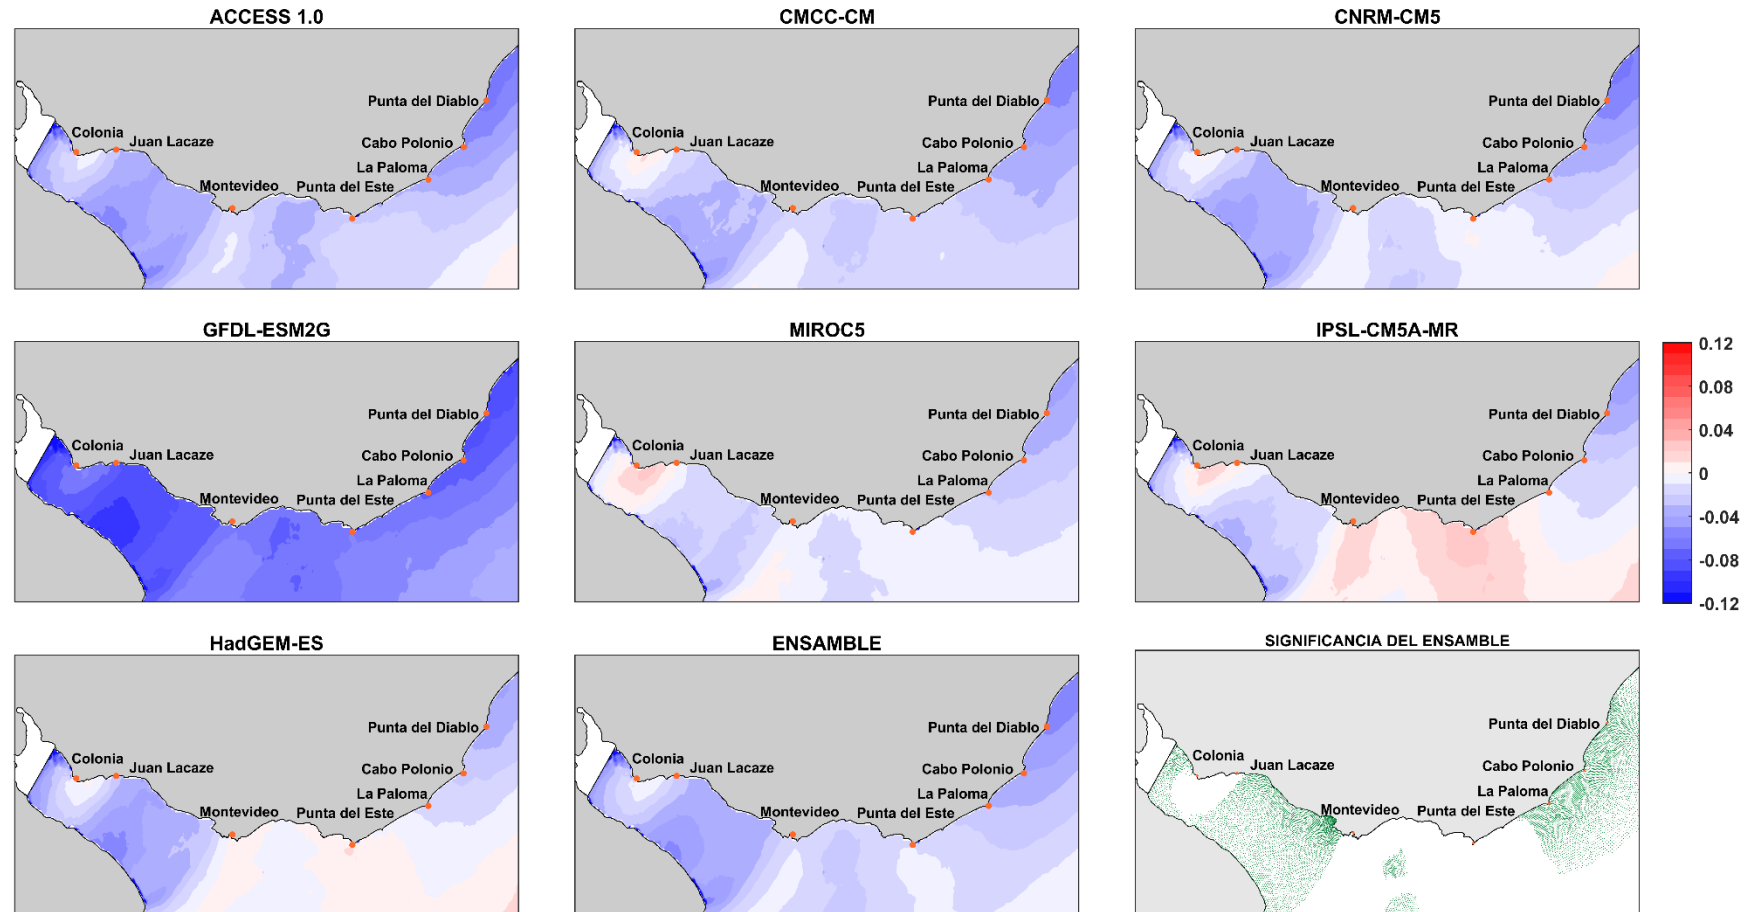 ACCESS 1.0
Punta del Diablo
Colonia
Juan Lacaze
Cabo Polonio
La Paloma
Montevideo
Punta del Este
CMCC-CM
Punta del Diablo
Colonia
Juan Lacaze
Cabo Polonio
La Paloma
Montevideo
Punta del Este
CNRM-CM5
Punta del Diablo
Colonia
Juan Lacaze
Cabo Polonio
La Paloma
Montevideo
Punta del Este
GFDL-ESM2G
Punta del Diablo
Colonia
Juan Lacaze
Cabo Polonio
La Paloma
Montevideo
Punta del Este
MIROC5
Punta del Diablo
Colonia
Juan Lacaze
Cabo Polonio
La Paloma
Montevideo
Punta del Este
IPSL-CM5A-MR
Punta del Diablo
Colonia
Juan Lacaze
Cabo Polonio
La Paloma
Montevideo
Punta del Este
0.12
0.08
0.04
0
-0.04
-0.08
-0.12
HadGEM-ES
Punta del Diablo
Colonia
Juan Lacaze
Cabo Polonio
La Paloma
Montevideo
Punta del Este
ENSAMBLE
Punta del Diablo
Colonia
Juan Lacaze
Cabo Polonio
La Paloma
Montevideo
Punta del Este
SIGNIFICANCIA DEL ENSAMBLE
Punta del Diablo
Colonia
Juan Lacaze
Cabo Polonio
La Paloma
Montevideo
Punta del Este